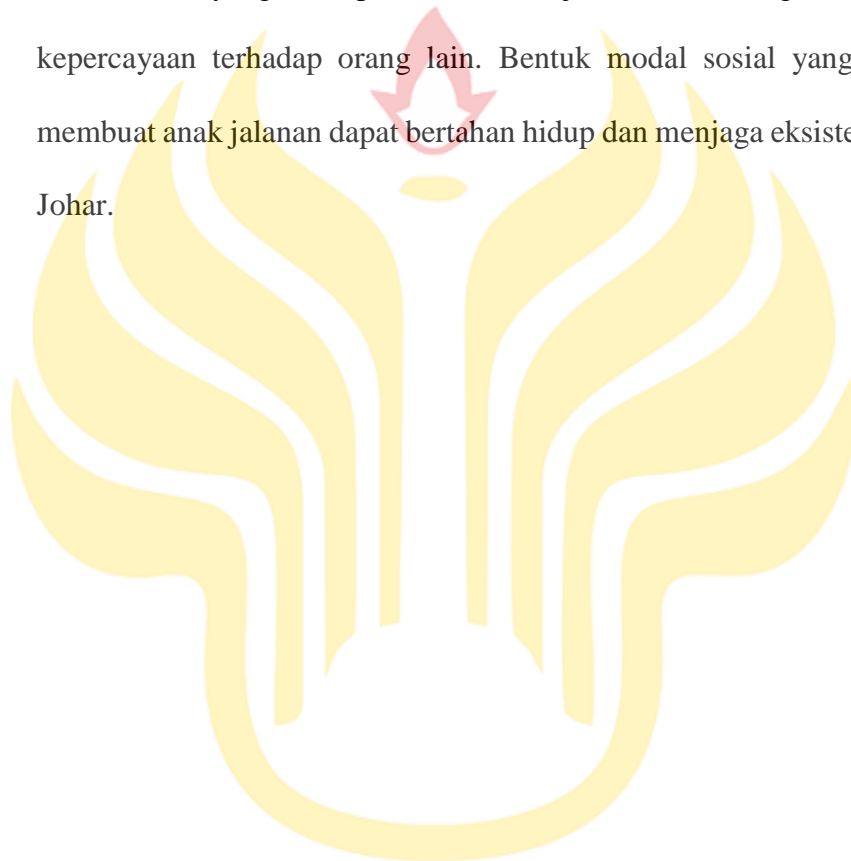 kepercayaan terhadap orang lain. Bentuk modal sosial yang
membuat anak jalanan dapat bertahan hidup dan menjaga eksiste
Johar.